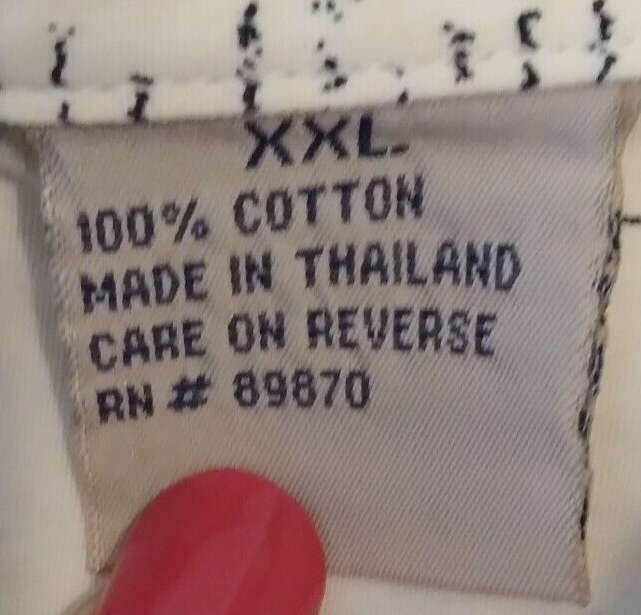 XXL
100% COTTON
MADE IN THAILAND
CARE ON REVERSE
RN # 89870